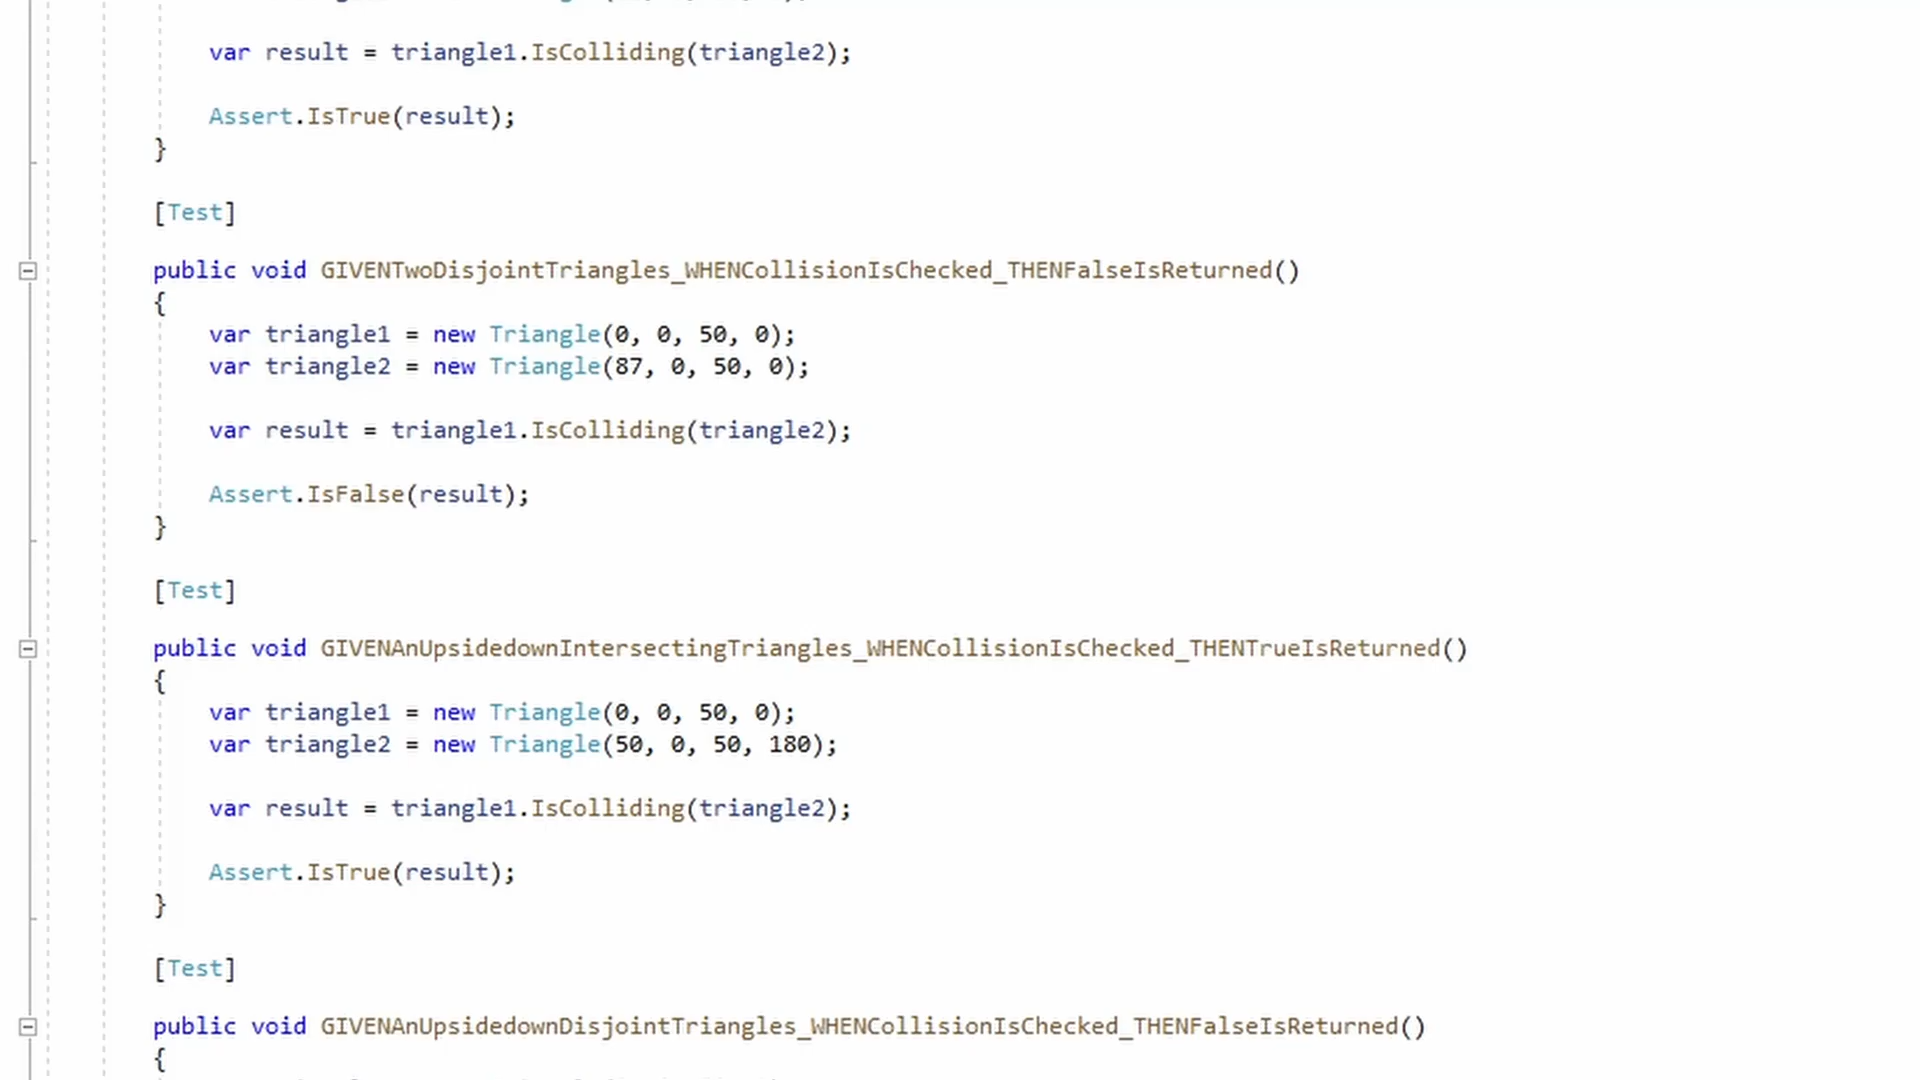 var result = triangle1.IsColliding(triangle2);
Assert.IsTrue(result);
}
[Test]
public void GIVENTwoDisjointTriangles_WHENCollisionIsChecked_THENFalseIsReturned()
{
var triangle1 = new Triangle(0, 0, 50, 0);
var triangle2 = new Triangle(87, 0, 50, 0);
var result = triangle1.IsColliding(triangle2);
Assert.IsFalse(result);
}
[Test]
public void GIVENAnUpsidedownIntersectingTriangles_WHENCollisionIsChecked_THENTrueIsReturned()
{
var triangle1 = new Triangle(0, 0, 50, 0);
var triangle2 = new Triangle(50, 0, 50, 180);
var result = triangle1.IsColliding(triangle2);
Assert.IsTrue(result);
}
[Test]
public void GIVENAnUpsidedownDisjointTriangles_WHENCollisionIsChecked_THENFalseIsReturned()
{